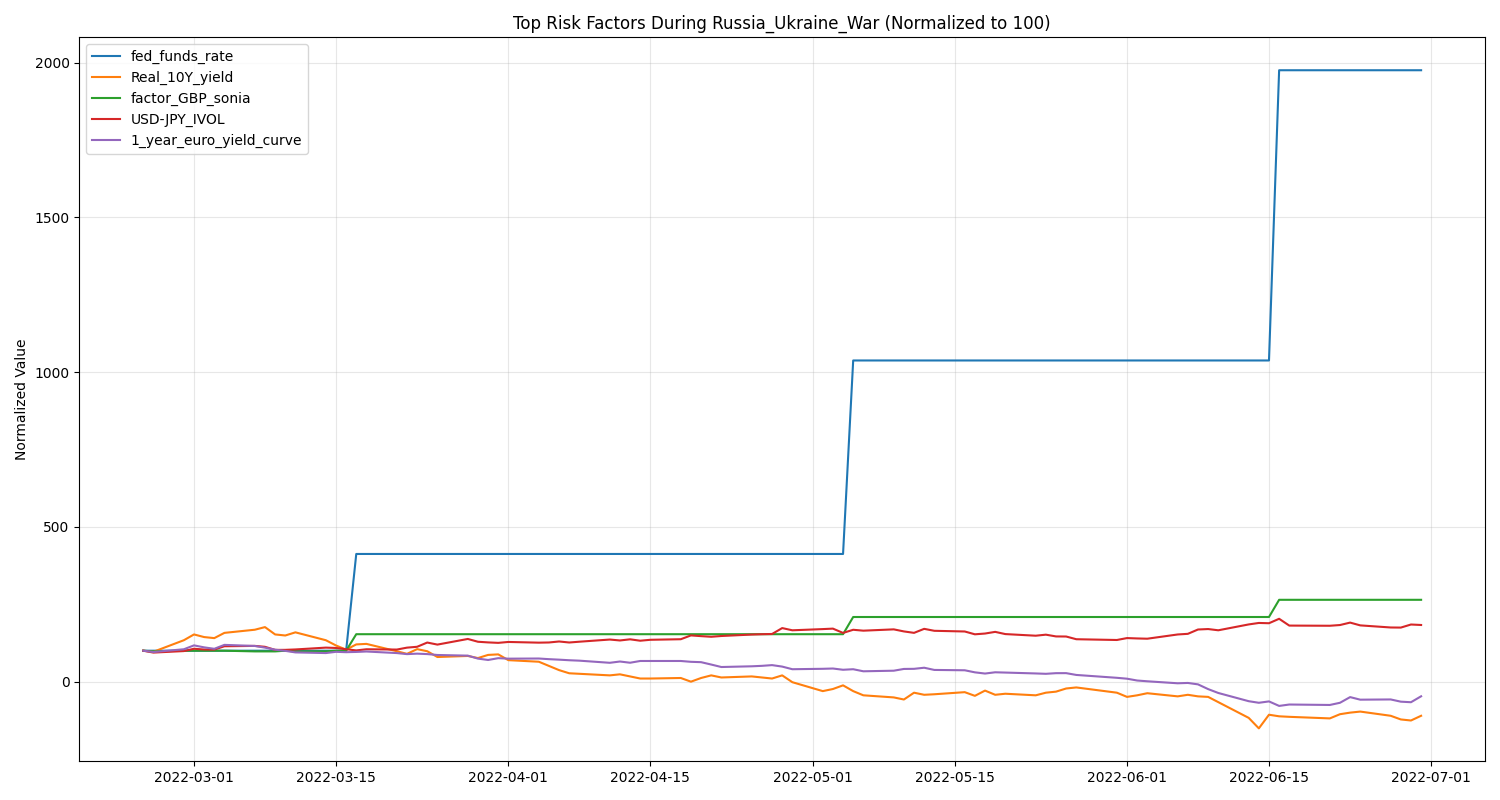 Top Risk Factors During Russia_Ukraine_War (Normalized to 100)
fed_funds_rate
Real_10Y_yield
factor_GBP_sonia
USD-JPY_IVOL
1_year_euro_yield_curve
Normalized Value
2000
1500
1000
500
0
2022-03-01
2022-03-15
2022-04-01
2022-04-15
2022-05-01
2022-05-15
2022-06-01
2022-06-15
2022-07-01